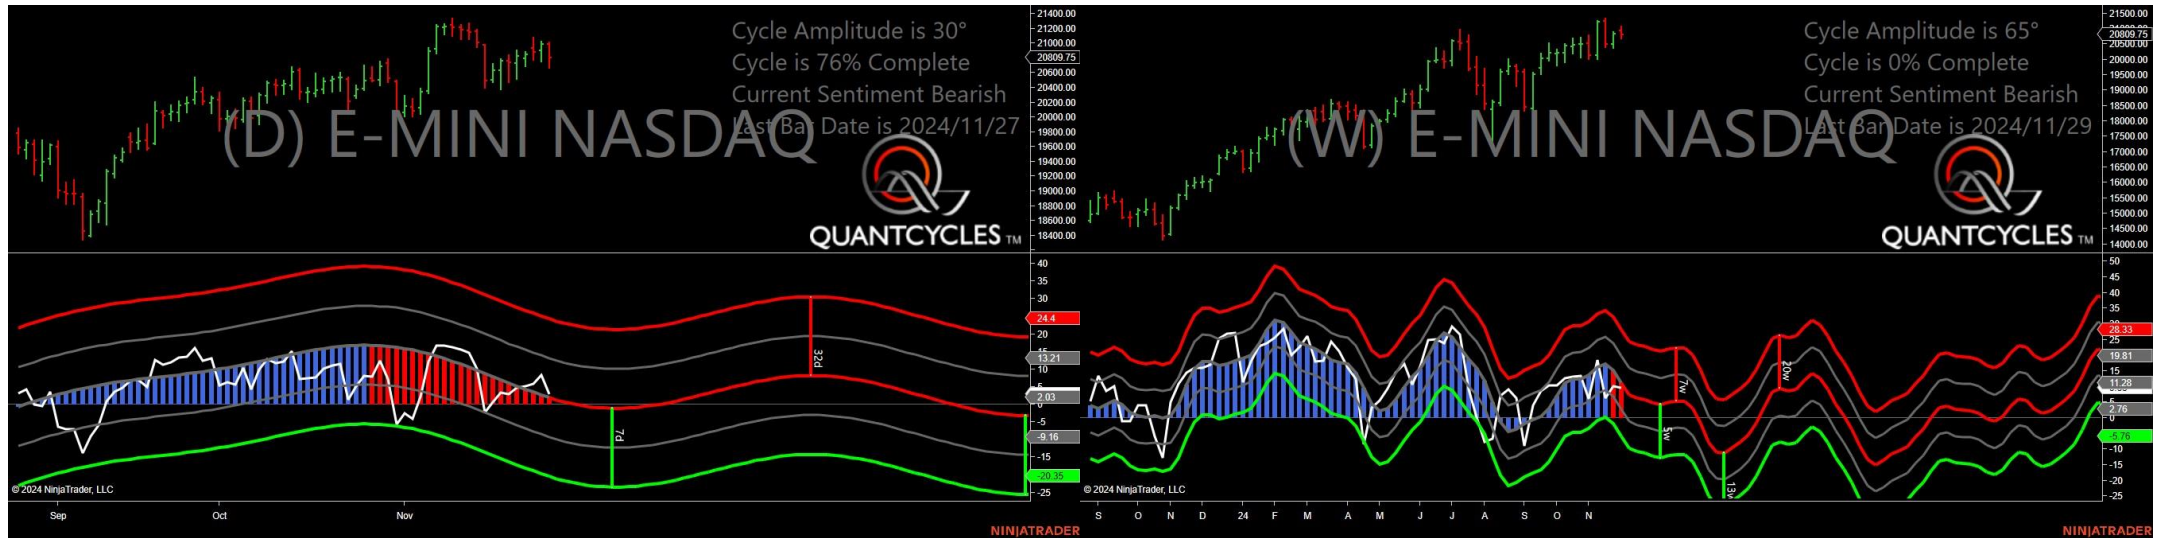 Cycle Amplitude is 30°
Cycle is 76% Complete
Current Sentiment Bearish
Last Bar Date is 2024/11/27
(D) E-MINI NASDAQ
QUANTCYCLES TM
21400.00
21200.00
21000.00
20809.75
20600.00
20400.00
20200.00
20000.00
19800.00
19600.00
19400.00
19200.00
19000.00
18800.00
18600.00
18400.00
40
35
30
24.4
20
15
13.21
5
2.03
0
-5
-9.16
-15
-20.35
-25
32d
7d
© 2024 NinjaTrader, LLC
Sep
Oct
Nov
NINJATRADER
Cycle Amplitude is 65°
Cycle is 0% Complete
Current Sentiment Bearish
Last Bar Date is 2024/11/29
(W) E-MINI NASDAQ
QUANTCYCLES TM
21500.00
20809.75
20500.00
20000.00
19500.00
19000.00
18500.00
18000.00
17500.00
17000.00
16500.00
16000.00
15500.00
15000.00
14500.00
14000.00
50
45
40
35
28.33
25
19.81
15
11.28
5
2.76
0
-5.76
-10
-15
-20
-25
7w
20w
5w
13w
© 2024 NinjaTrader, LLC
S
O
N
D
24
F
M
A
M
J
J
A
S
O
N
NINJATRADER